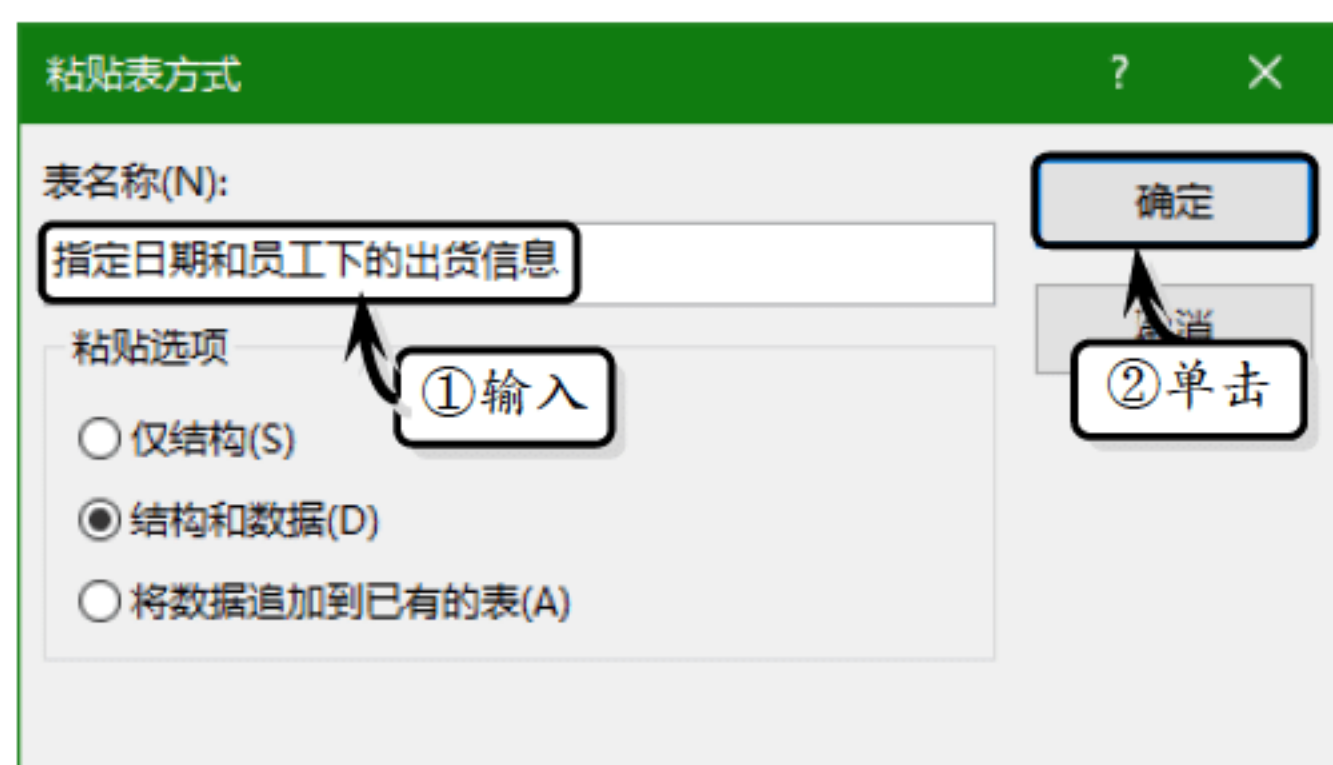 粘贴表方式 ?
表名称(N):
确定
指定日期和员工下的出货信息
粘贴选项
①输入
②单击
仅结构(S)
结构和数据(D)
将数据追加到已有的表(A)